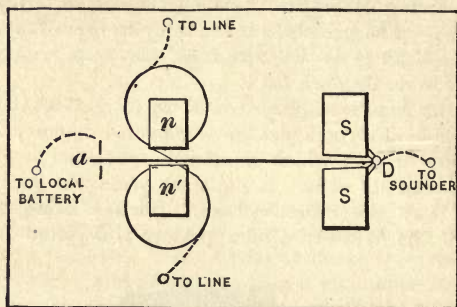 TO LINE
n
S
a
TO LOCAL
BATTERY
n'
D
TO
SOUNDER
S
TO LINE